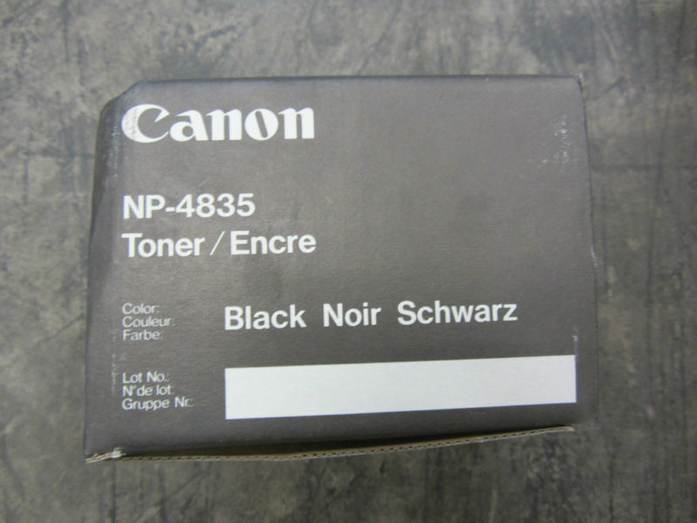 Canon
NP-4835
Toner/Encre
Color:
Couleur:
Farbe:
Black Noir Schwarz
Lot No.:
N° de lot:
Gruppe Nr.: